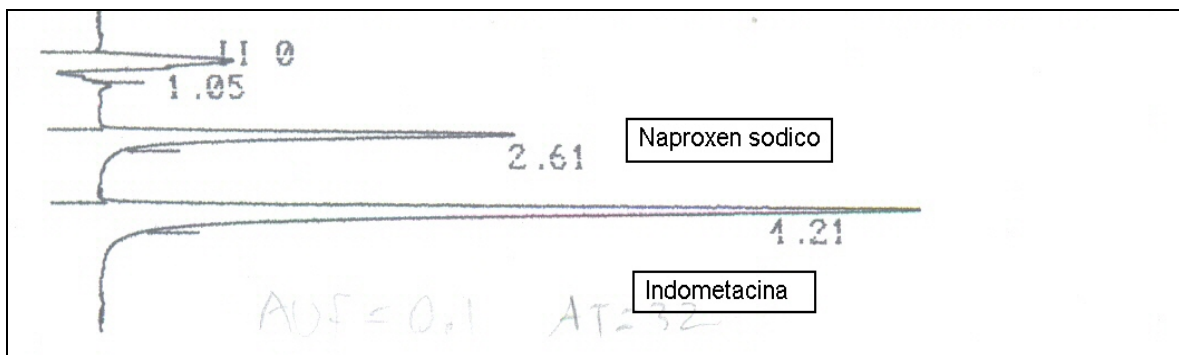 II 0
1.05
2.61
Naproxen sodico
4.21
Indometacina
AUF = 0.1 AT = 32